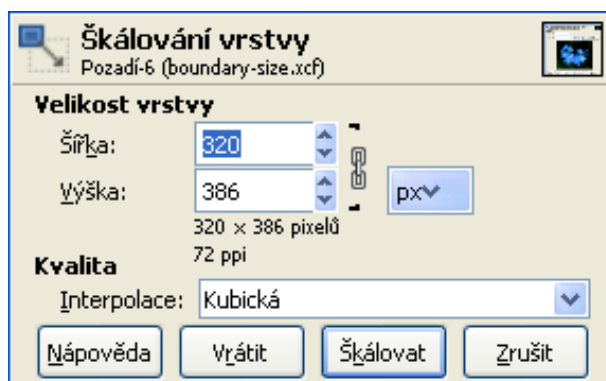 Škálování vrstvy
Pozadí-6 (boundary-size.xcf)
Velikost vrstvy
Šířka: 320
Výška: 386 px
320 × 386 pixelů
72 ppi
Kvalita
Interpolace: Kubická
Nápověda Vrátit Škálovat Zrušit